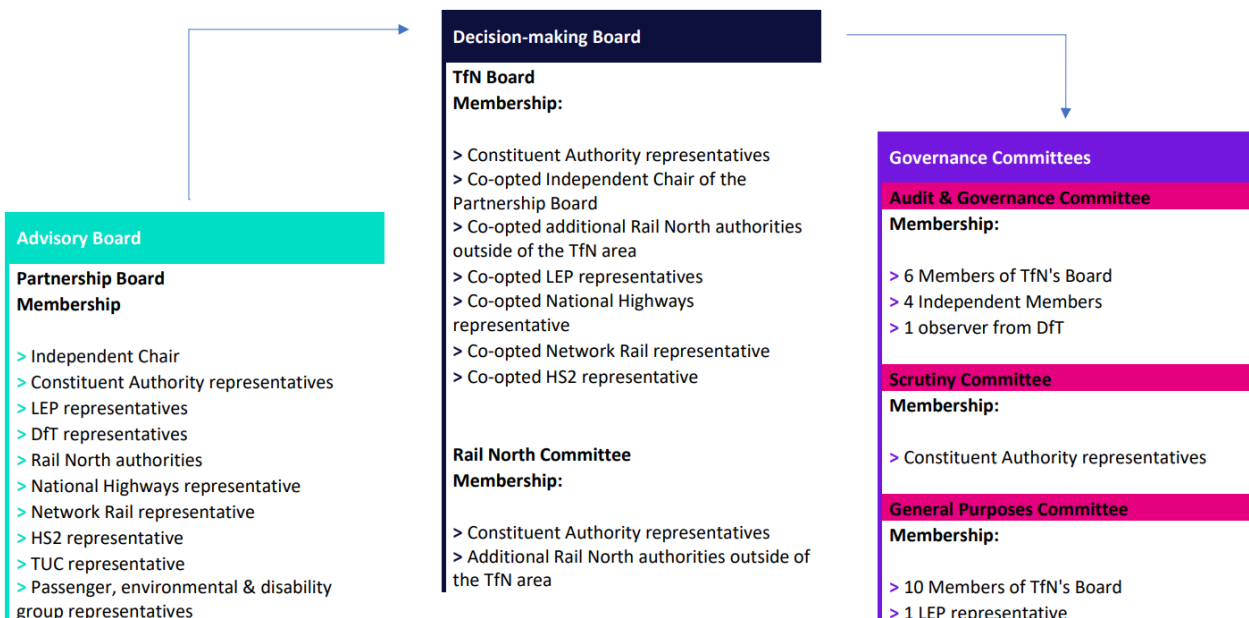 Advisory Board
Partnership Board
Membership
> Independent Chair
> Constituent Authority representatives
> LEP representatives
> DfT representatives
> Rail North authorities
> National Highways representative
> Network Rail representative
> HS2 representative
> TUC representative
> Passenger, environmental & disability
group representatives
Decision-making Board
TfN Board
Membership:
> Constituent Authority representatives
> Co-opted Independent Chair of the
Partnership Board
> Co-opted additional Rail North authorities
outside of the TfN area
> Co-opted LEP representatives
> Co-opted National Highways
representative
> Co-opted Network Rail representative
> Co-opted HS2 representative
Rail North Committee
Membership:
> Constituent Authority representatives
> Additional Rail North authorities outside of
the TfN area
Governance Committees
Audit & Governance Committee
Membership:
> 6 Members of TfN's Board
> 4 Independent Members
> 1 observer from DfT
Scrutiny Committee
Membership:
> Constituent Authority representatives
General Purposes Committee
Membership:
> 10 Members of TfN's Board
> 1 LEP representative